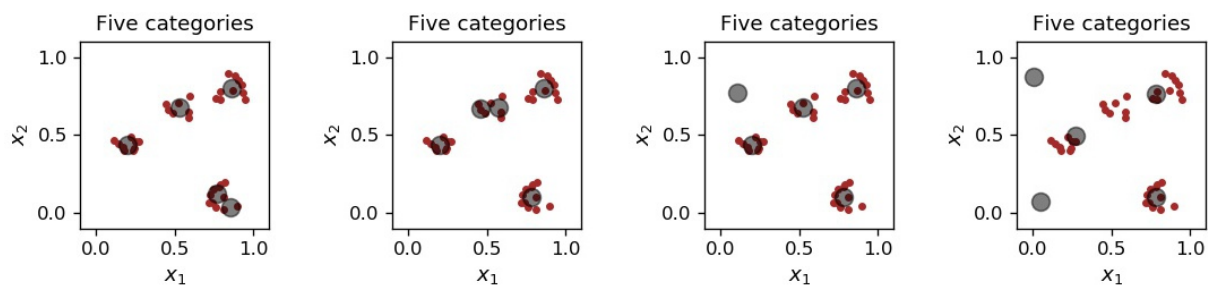 Five categories Five categories Five categories Five categories
1.0 1.0 1.0 1.0
x₂ x₂ x₂ x₂
0.5 0.5 0.5 0.5
0.0 0.0 0.0 0.0
0.0 0.5 1.0 0.0 0.5 1.0 0.0 0.5 1.0 0.0 0.5 1.0
x₁ x₁ x₁ x₁